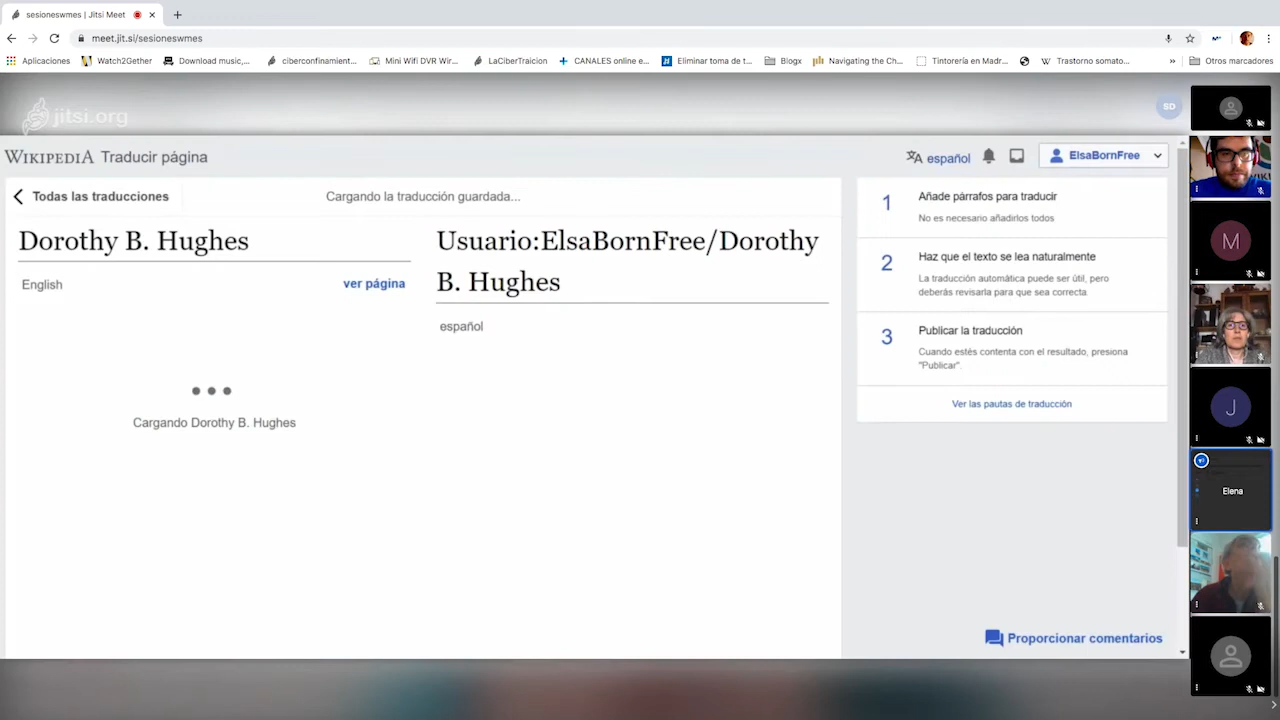 sesioneswmes | Jitsi Meet
meet.jit.si/sesioneswmes
Aplicaciones
Watch2Gether
Download music,...
ciberconfinamient...
Mini Wifi DVR Wir...
LaCiberTraicion
CANALES online e...
Eliminar toma de t...
Blogx
Navigating the Ch...
Tintorería en Madr...
Trastorno somato...
»
Otros marcadores
jitsi.org
SD
WIKIPEDIA Traducir página
español
ElsaBornFree
Todas las traducciones
Cargando la traducción guardada...
Dorothy B. Hughes
English
ver página
Cargando Dorothy B. Hughes
Usuario:ElsaBornFree/Dorothy
B. Hughes
español
1 Añade párrafos para traducir
No es necesario añadirlos todos
2 Haz que el texto se lea naturalmente
La traducción automática puede ser útil, pero
deberás revisarla para que sea correcta.
3 Publicar la traducción
Cuando estés contenta con el resultado, presiona
"Publicar".
Ver las pautas de traducción
Proporcionar comentarios
M
J
Elena